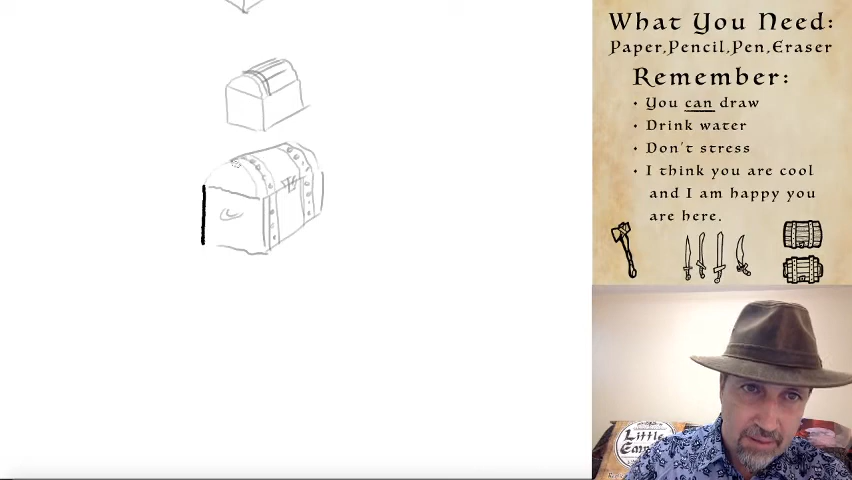 What You Need:
Paper,Pencil,Pen,Eraser
Remember:
• You can draw
• Drink water
• Don't stress
• I think you are cool
and I am happy you
are here.
Little